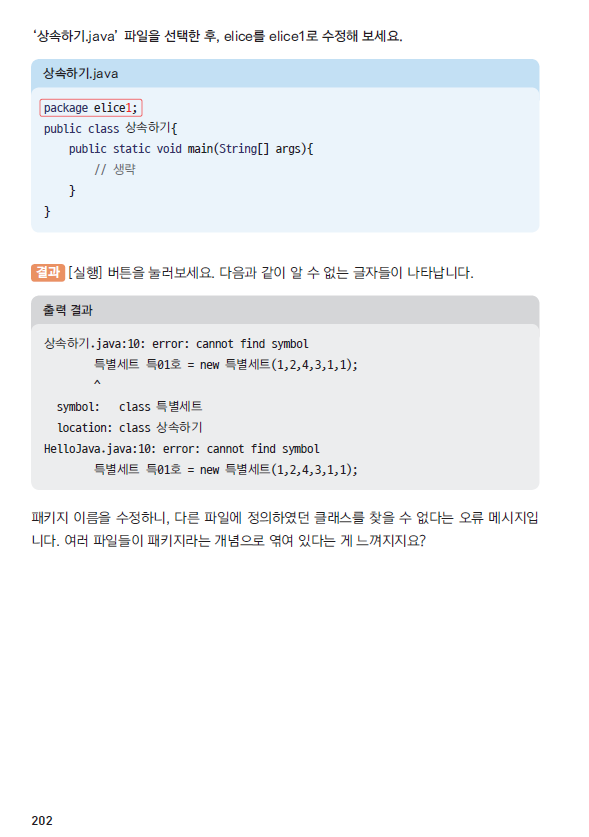 ‘상속하기.java’ 파일을 선택한 후, elice를 elice1로 수정해 보세요.
상속하기.java
package elice1;
public class 상속하기{
    public static void main(String[] args){
        // 생략
    }
}
결과 [실행] 버튼을 눌러보세요. 다음과 같이 알 수 없는 글자들이 나타납니다.
출력 결과
상속하기.java:10: error: cannot find symbol
        특별세트 특01호 = new 특별세트(1,2,4,3,1,1);
        ^
  symbol:   class 특별세트
  location: class 상속하기
HelloJava.java:10: error: cannot find symbol
        특별세트 특01호 = new 특별세트(1,2,4,3,1,1);
패키지 이름을 수정하니, 다른 파일에 정의하였던 클래스를 찾을 수 없다는 오류 메시지입
니다. 여러 파일들이 패키지라는 개념으로 엮여 있다는 게 느껴지지요?
202